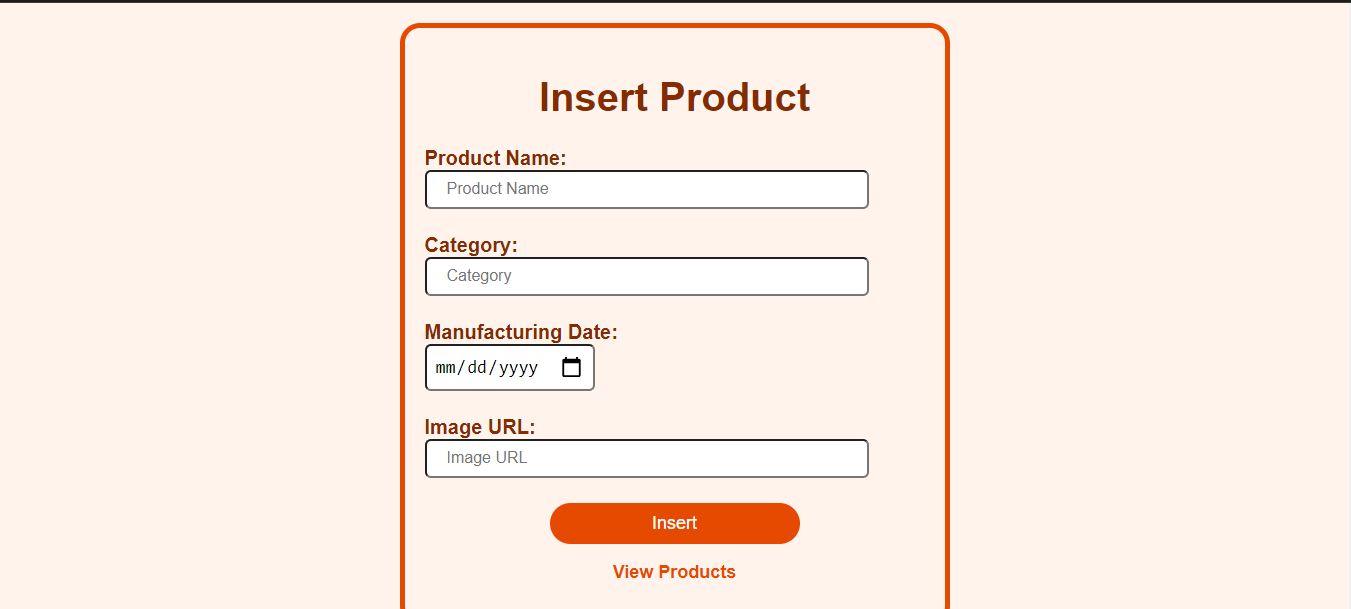 Insert Product
Product Name:
Product Name
Category:
Category
Manufacturing Date:
mm/dd/yyyy
Image URL:
Image URL
Insert
View Products